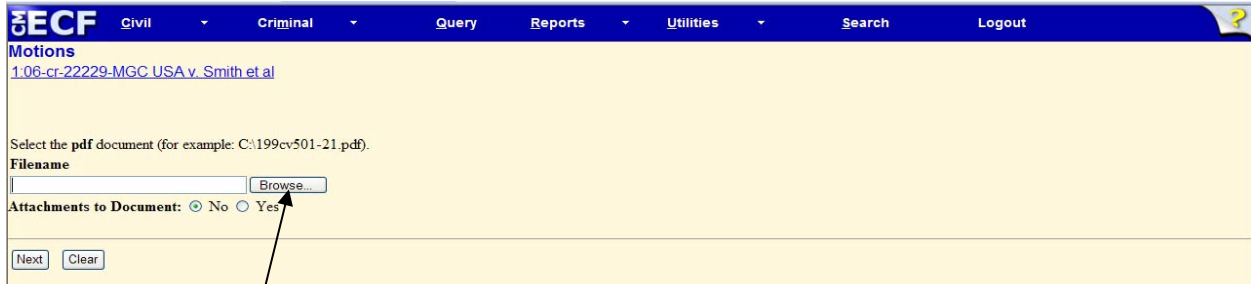 CM ECF Civil Criminal Query Reports Utilities Search Logout ?
Motions
1:06-cr-22229-MGC USA v. Smith et al
Select the pdf document (for example: C:\199cv501-21.pdf).
Filename
Browse...
Attachments to Document: No Yes
Next Clear